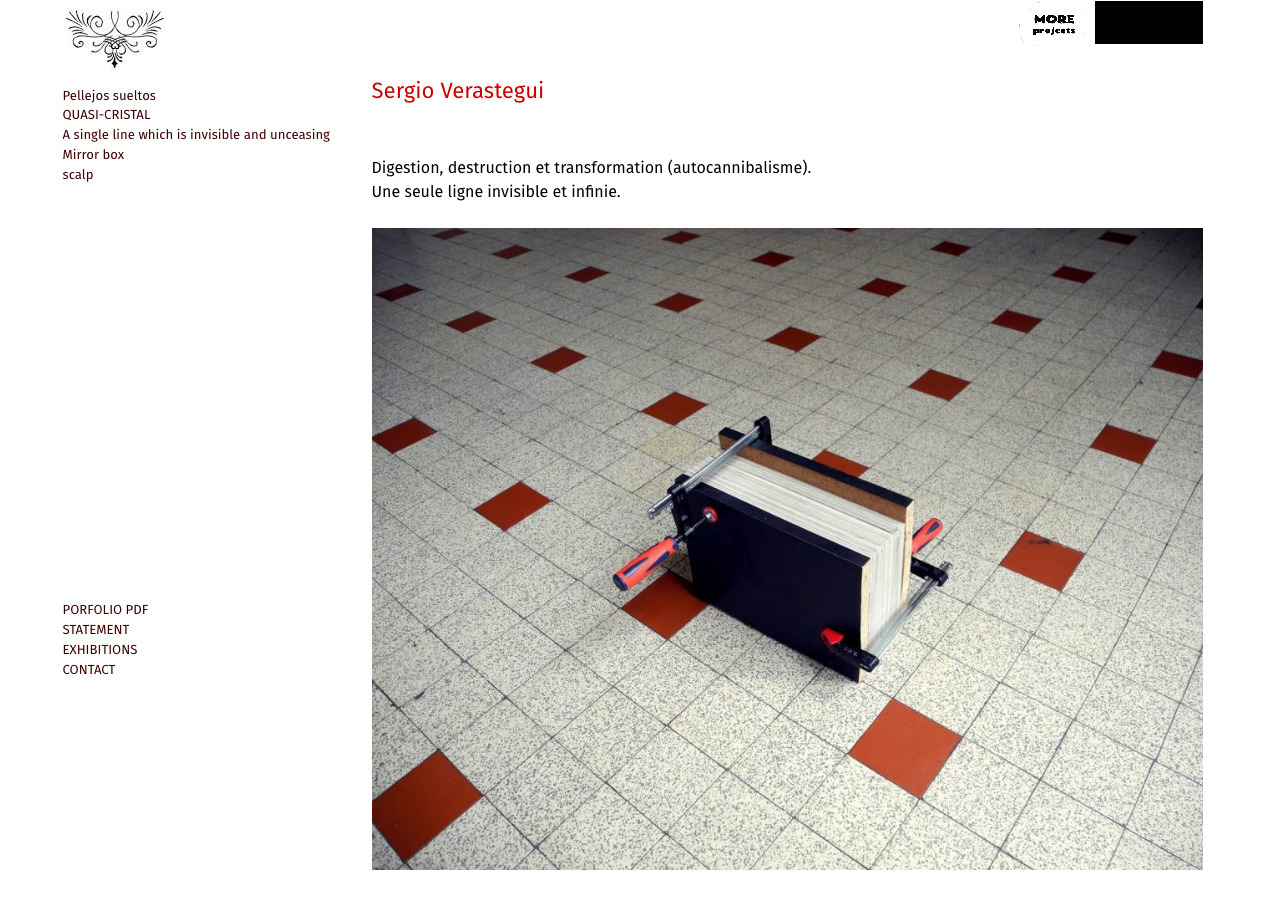 MORE
projects
Pellejos sueltos
QUASI-CRISTAL
A single line which is invisible and unceasing
Mirror box
scalp
PORFOLIO PDF
STATEMENT
EXHIBITIONS
CONTACT
Sergio Verastegui
Digestion, destruction et transformation (autocannibalisme).
Une seule ligne invisible et infinie.